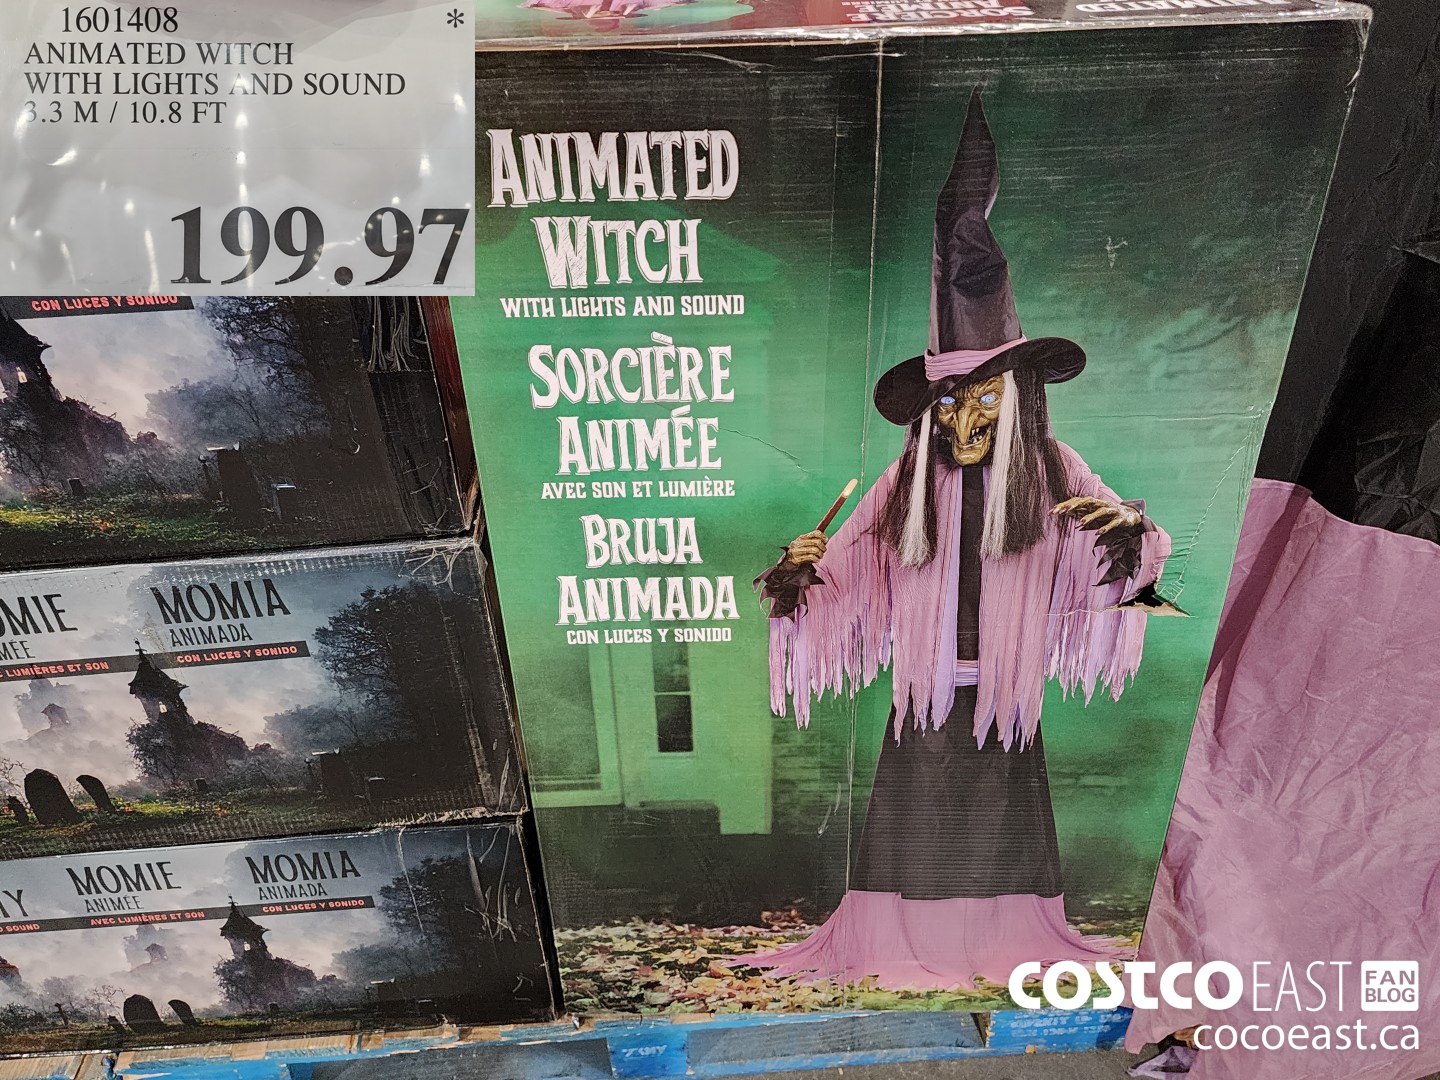 1601408 *
ANIMATED WITCH
WITH LIGHTS AND SOUND
3.3 M / 10.8 FT
199.97
ANIMATED
ANIMATED
WITCH
WITH LIGHTS AND SOUND
SORCIÈRE
ANIMÉE
AVEC SON ET LUMIÈRE
BRUJA
ANIMADA
CON LUCES Y SONIDO
CON LUCES Y SONIDO
MOMIA
ANIMADA
LUMIÈRES ET SON
CON LUCES Y SONIDO
MOMIE
ANIMÉE
AVEC LUMIÈRES ET SON
MOMIA
ANIMADA
CON LUCES Y SONIDO
SOUND
COSTCO EAST FAN BLOG
cocoeast.ca